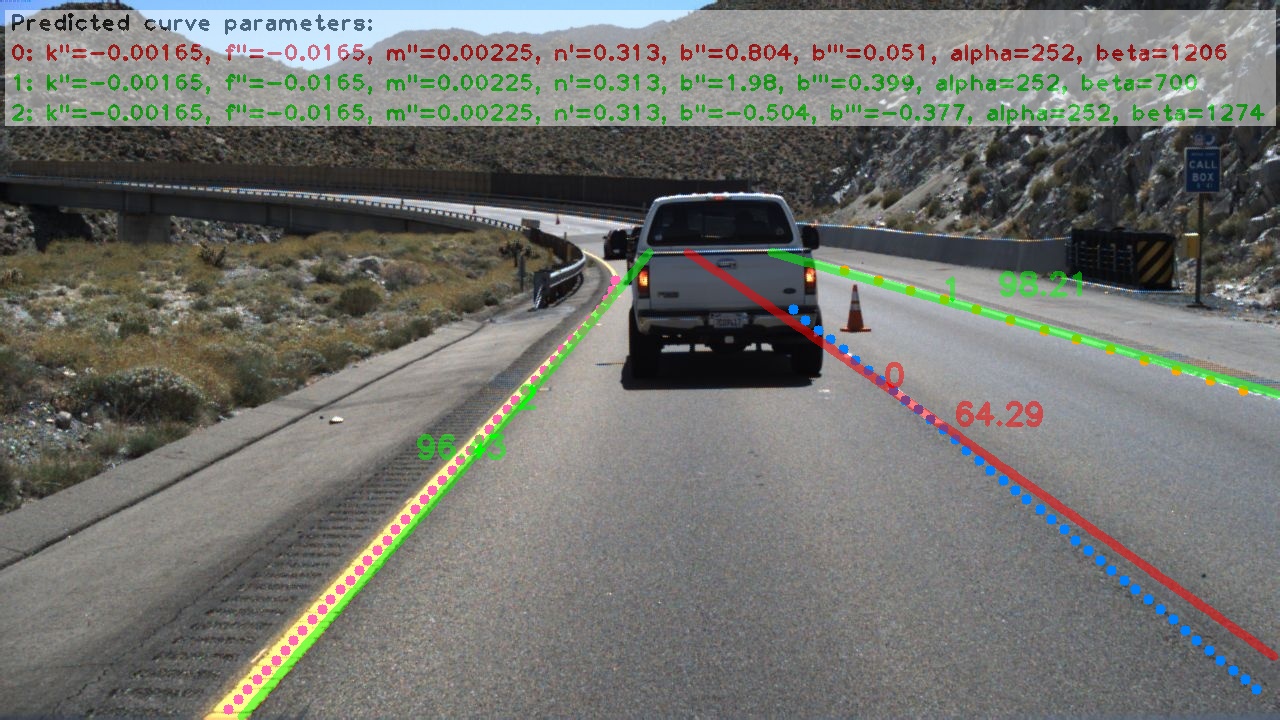 Predicted curve parameters:
0: k''=-0.00165, f''=-0.0165, m''=0.00225, n'=0.313, b''=0.804, b'''=0.051, alpha=252, beta=1206
1: k''=-0.00165, f''=-0.0165, m''=0.00225, n'=0.313, b''=1.98, b'''=0.399, alpha=252, beta=700
2: k''=-0.00165, f''=-0.0165, m''=0.00225, n'=0.313, b''=-0.504, b'''=-0.377, alpha=252, beta=1274
CALL
BOX
1
98.21
0
64.29
2